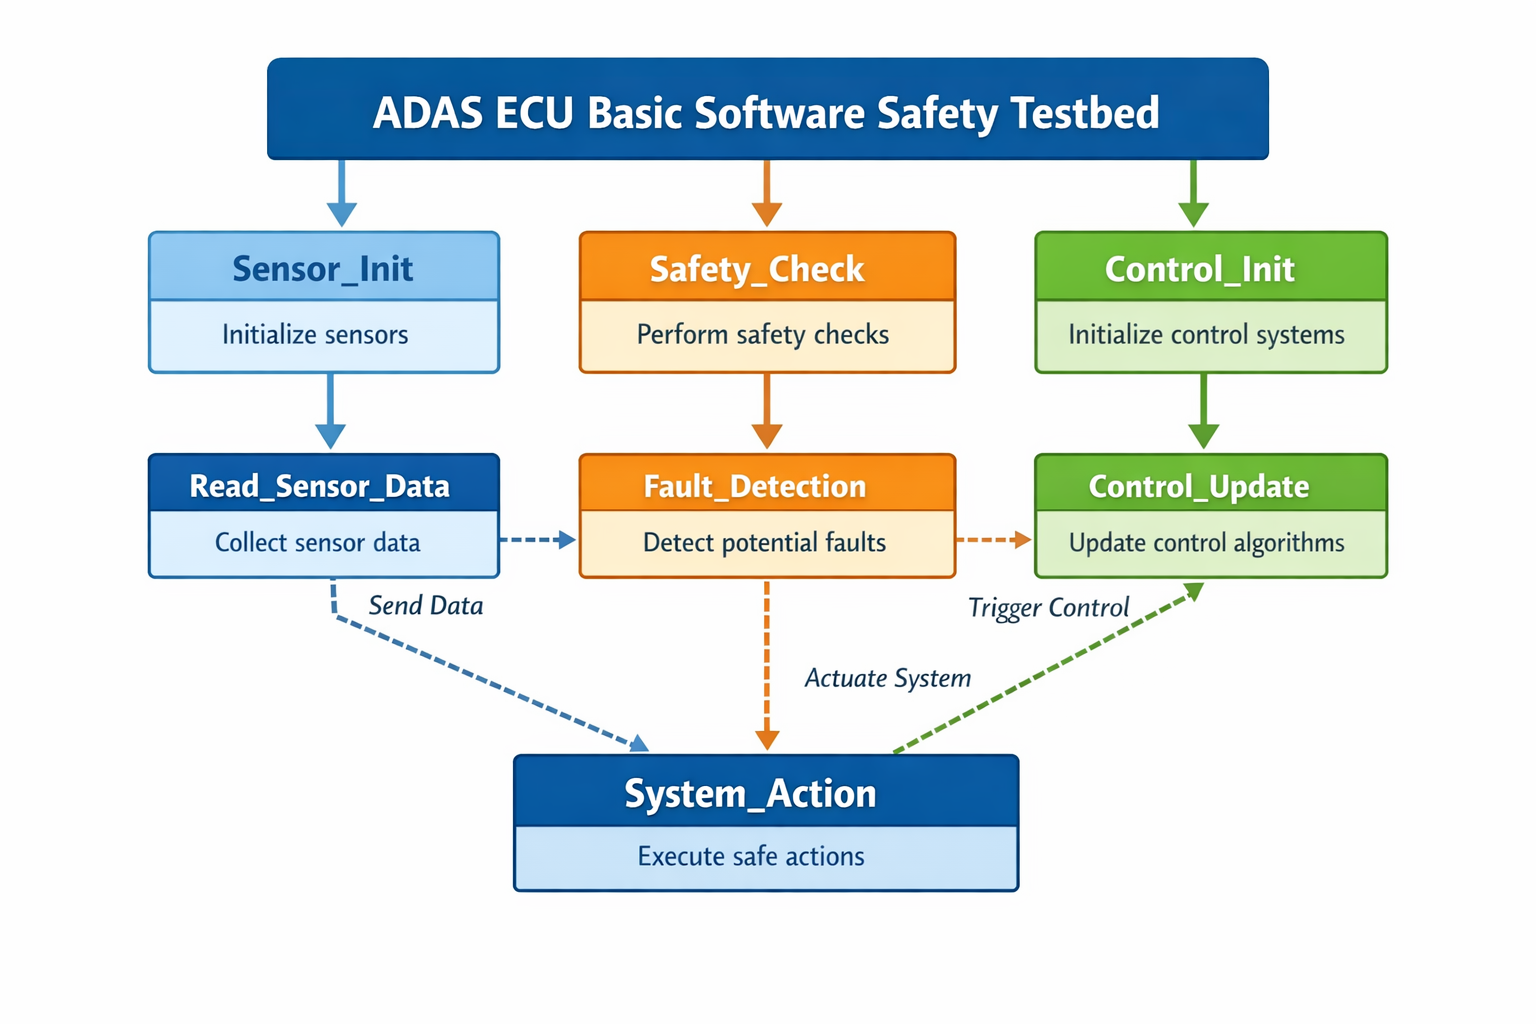 ADAS ECU Basic Software Safety Testbed
Sensor_Init
Initialize sensors
Safety_Check
Perform safety checks
Control_Init
Initialize control systems
Read_Sensor_Data
Collect sensor data
Fault_Detection
Detect potential faults
Control_Update
Update control algorithms
Send Data
Trigger Control
Actuate System
System_Action
Execute safe actions